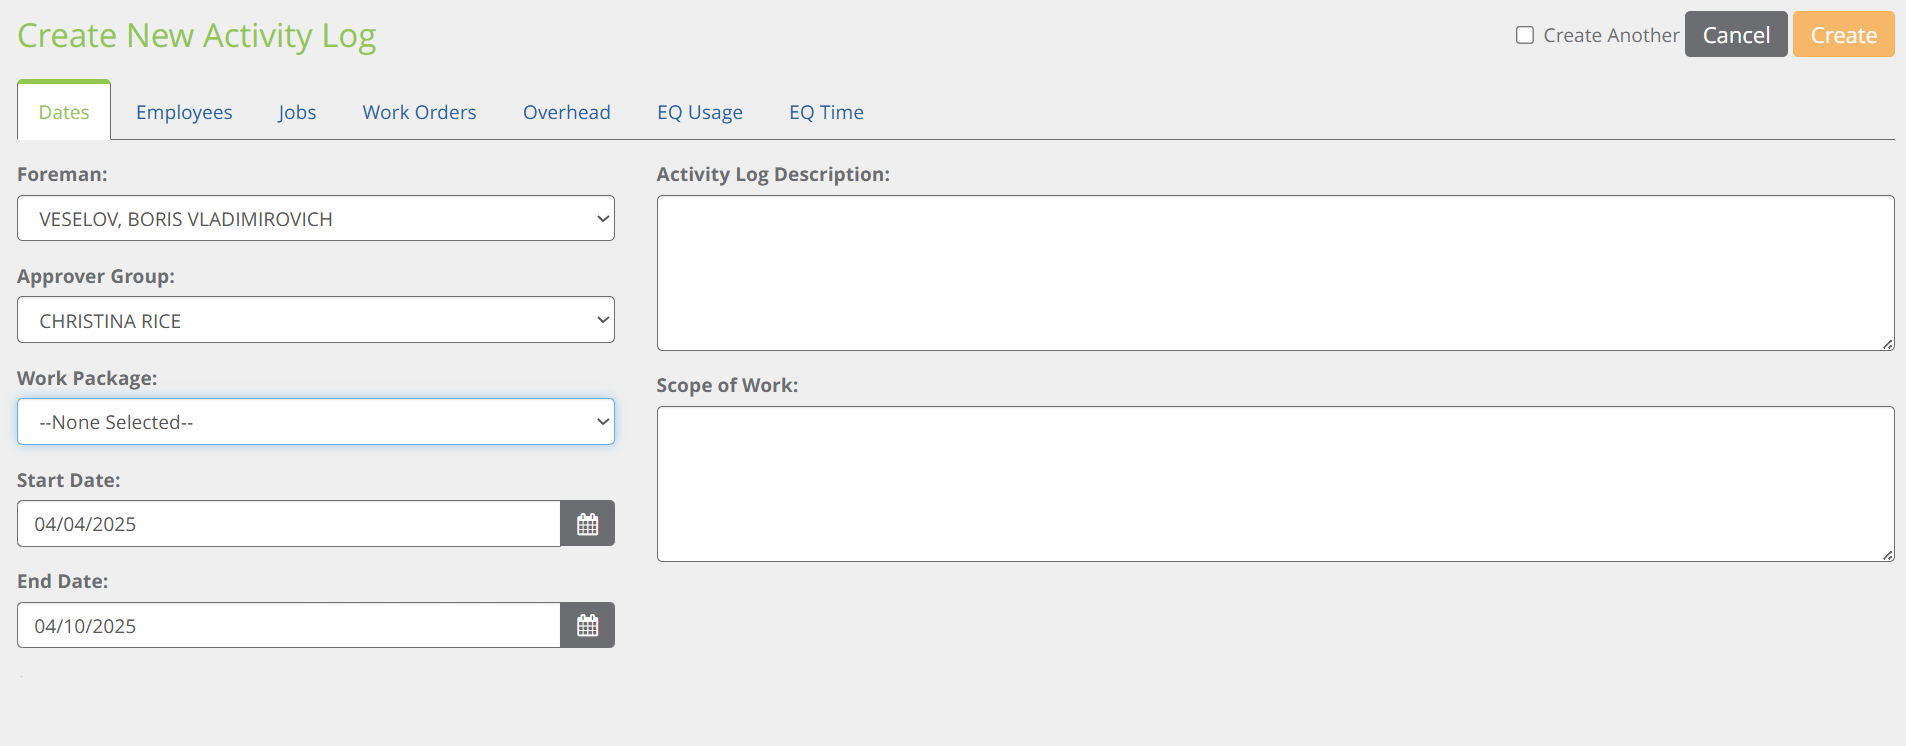 Create New Activity Log
Create Another
Cancel
Create
Dates
Employees
Jobs
Work Orders
Overhead
EQ Usage
EQ Time
Foreman:
VESELOV, BORIS VLADIMIROVICH
Approver Group:
CHRISTINA RICE
Work Package:
--None Selected--
Start Date:
04/04/2025
End Date:
04/10/2025
Activity Log Description:
Scope of Work: